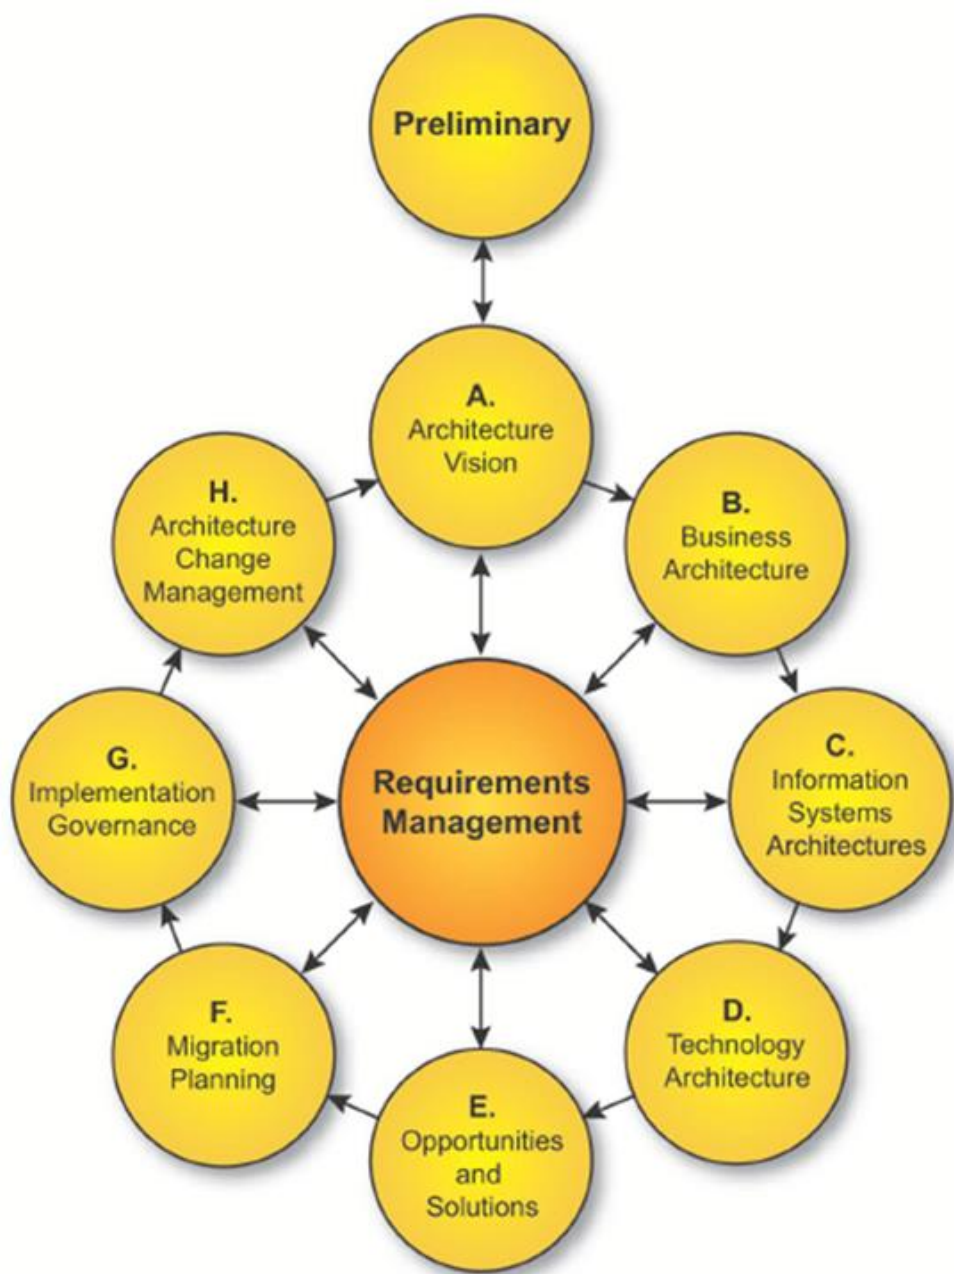 Preliminary
A.
Architecture
Vision
B.
Business
Architecture
C.
Information
Systems
Architectures
D.
Technology
Architecture
E.
Opportunities
and
Solutions
F.
Migration
Planning
G.
Implementation
Governance
H.
Architecture
Change
Management
Requirements
Management